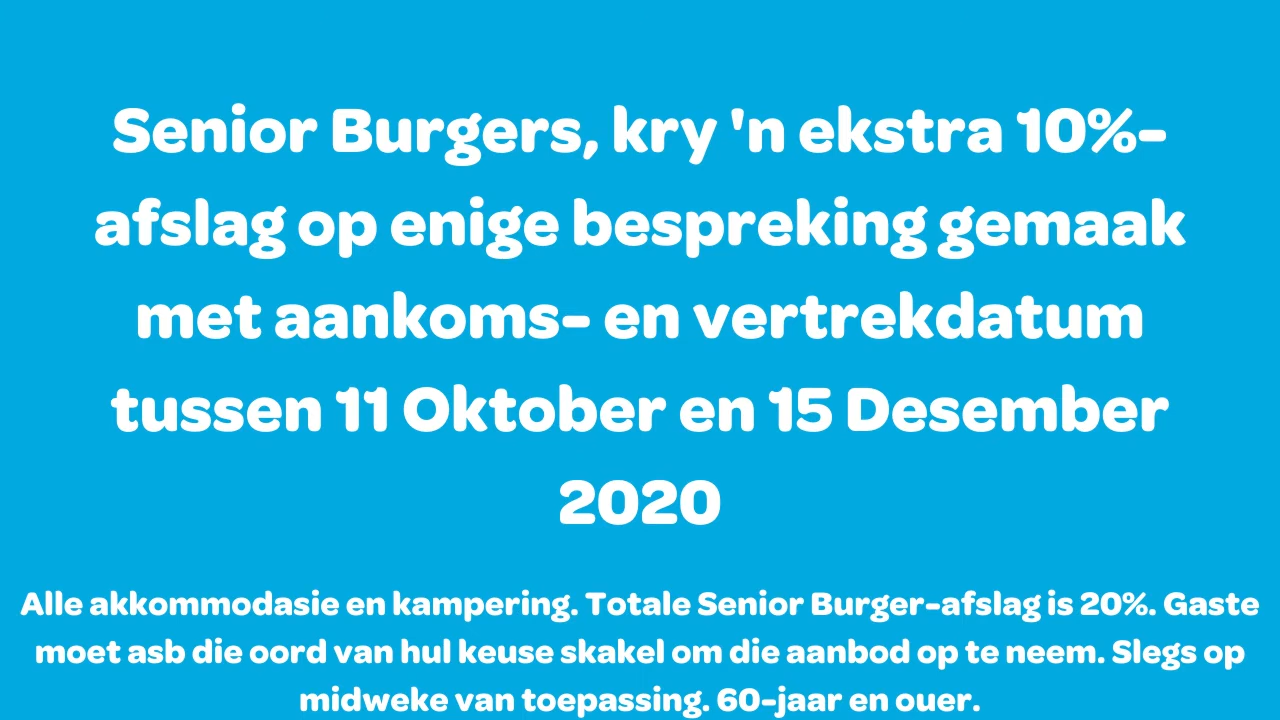 Senior Burgers, kry 'n ekstra 10%-
afslag op enige bespreking gemaak
met aankoms- en vertrekdatum
tussen 11 Oktober en 15 Desember
2020
Alle akkommodasie en kampering. Totale Senior Burger-afslag is 20%. Gaste
moet asb die oord van hul keuse skakel om die aanbod op te neem. Slegs op
midweke van toepassing. 60-jaar en ouer.